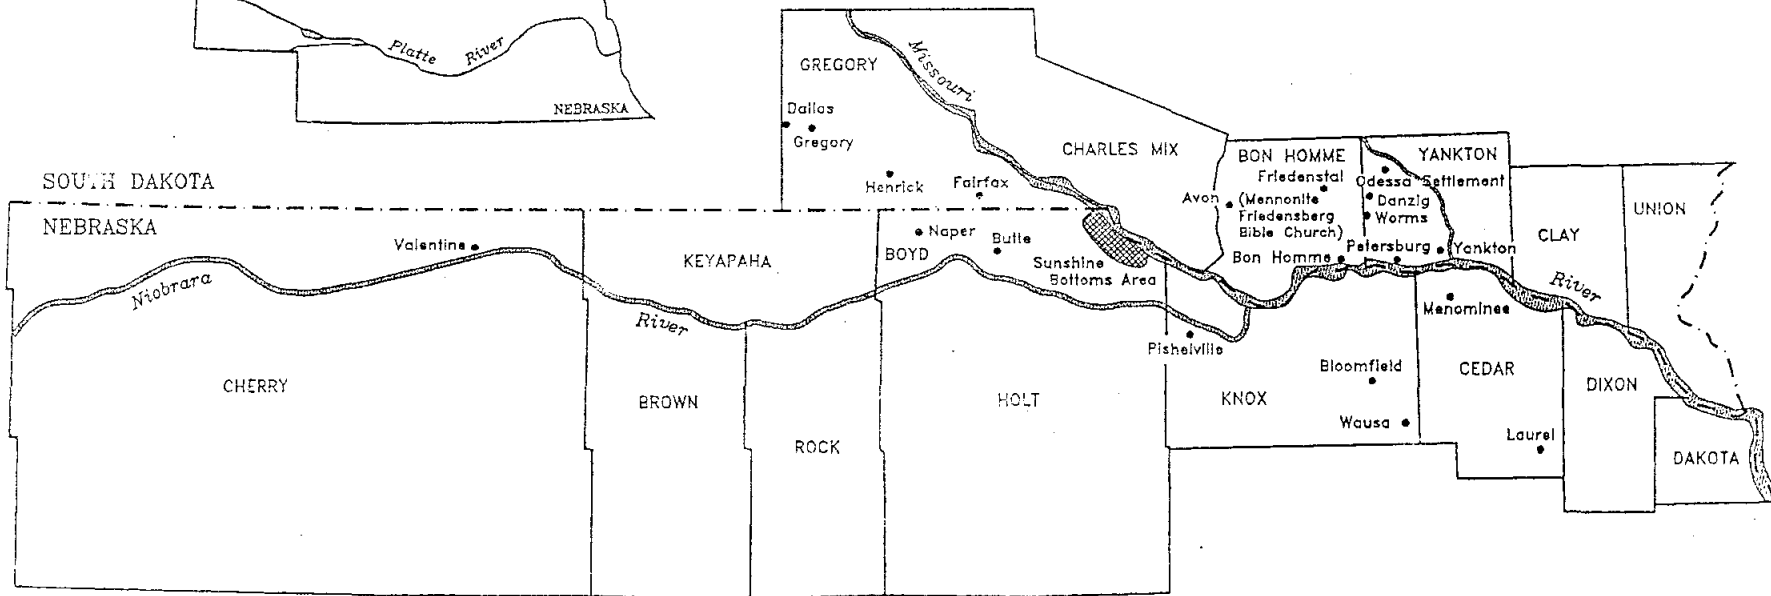 Platte River
NEBRASKA
GREGORY
Missouri
Dallas
Gregory
CHARLES MIX
BON HOMME
YANKTON
Friedenstal
Odessa Settlement
SOUTH DAKOTA
Henrick
Fairfax
Avon
(Mennonite
Friedensberg
Bible Church)
Danzig
Worms
UNION
NEBRASKA
Naper
Butte
Valentine
BOYD
KEYAPAHA
Sunshine
Bottoms Area
Petersburg
Yankton
Bon Homme
CLAY
Niobrara
River
River
Menominee
Pishelville
Bloomfield
CEDAR
CHERRY
BROWN
HOLT
KNOX
DIXON
Wausa
ROCK
Laurel
DAKOTA